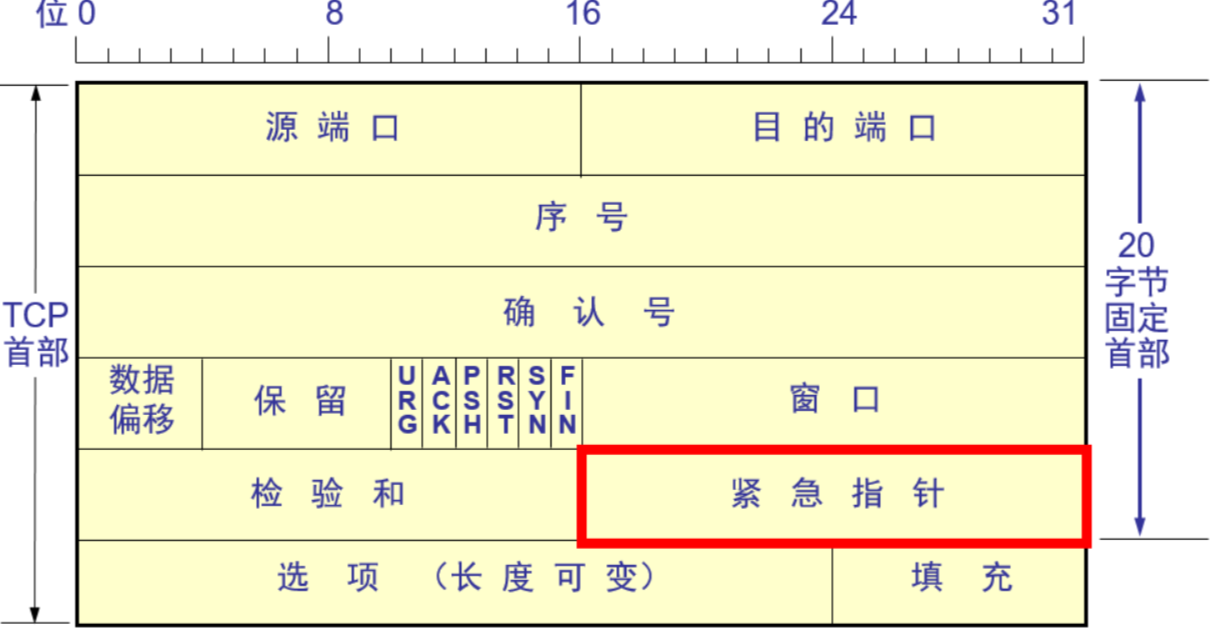 位 0 8 16 24 31
源端口 目的端口
序号
确认号
TCP
首部
20
字节
固定
首部
数据
偏移
保留
URG ACK PSH RST SYN FIN
窗口
检验和 紧急指针
选项（长度可变） 填充